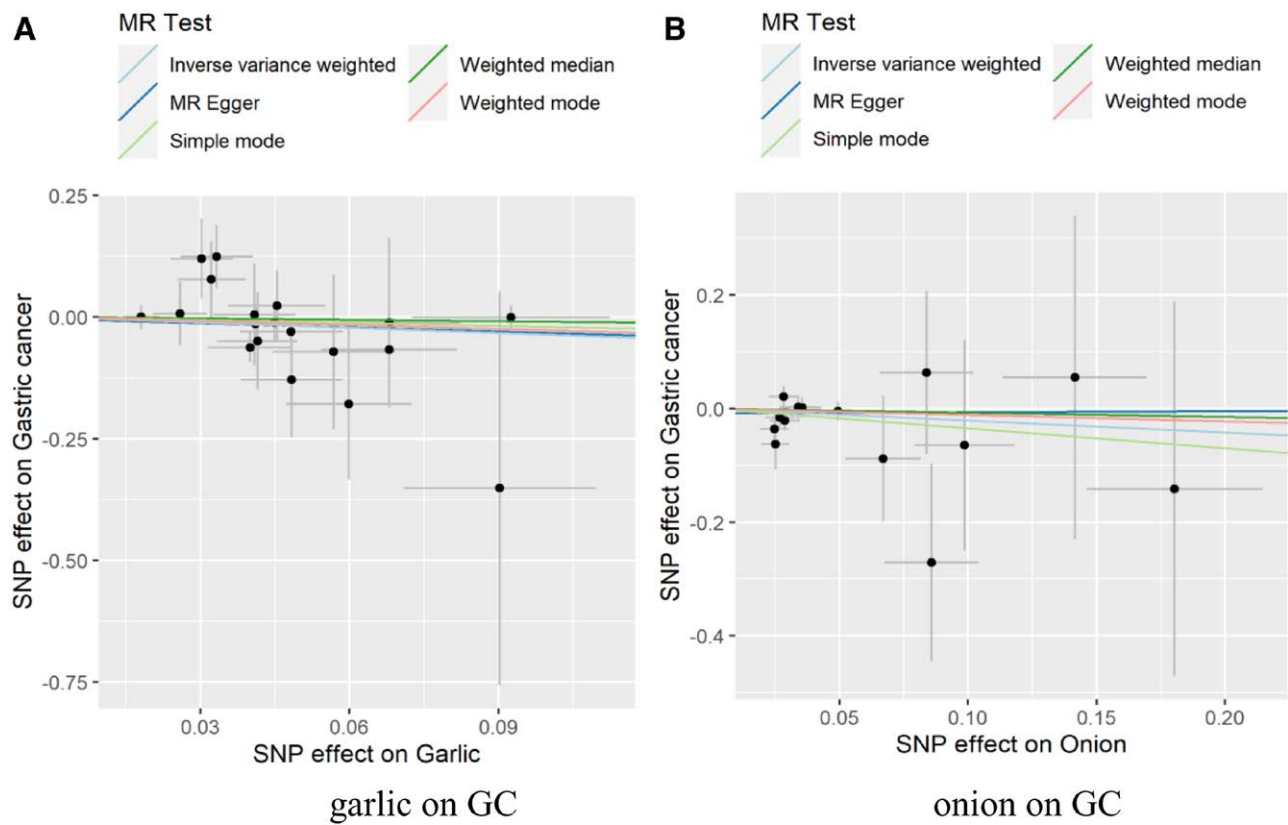 A
MR Test
Inverse variance weighted
Weighted median
MR Egger
Weighted mode
Simple mode
0.25
0.00
-0.25
-0.50
-0.75
SNP effect on Gastric cancer
0.03
0.06
0.09
SNP effect on Garlic
garlic on GC
B
MR Test
Inverse variance weighted
Weighted median
MR Egger
Weighted mode
Simple mode
0.2
0.0
-0.2
-0.4
SNP effect on Gastric cancer
0.05
0.10
0.15
0.20
SNP effect on Onion
onion on GC